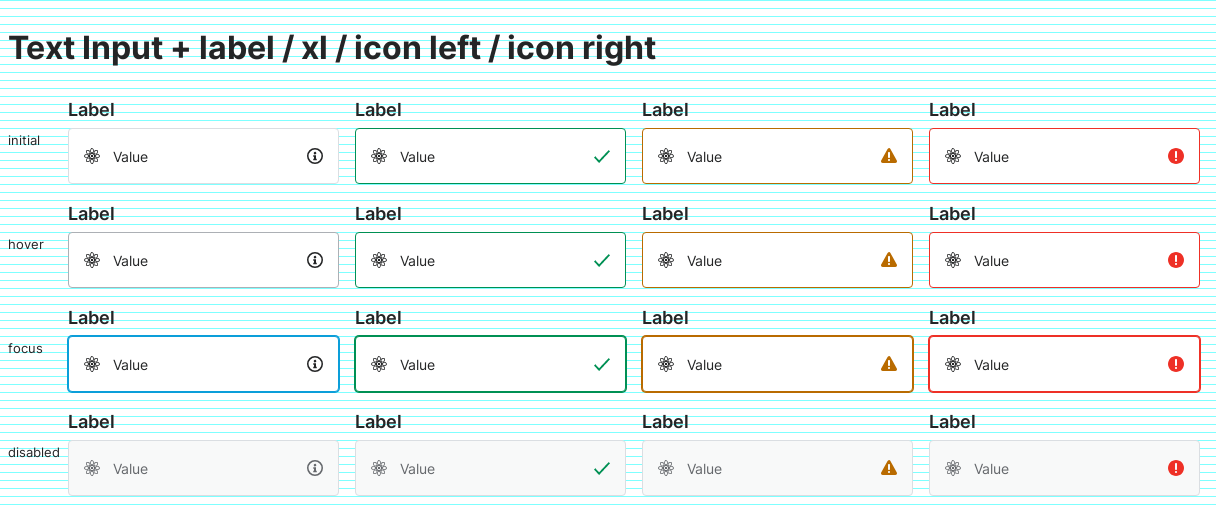 Text Input + label / xl / icon left / icon right
Label Label Label Label
initial Value Value Value Value
Label Label Label Label
hover Value Value Value Value
Label Label Label Label
focus Value Value Value Value
Label Label Label Label
disabled Value Value Value Value